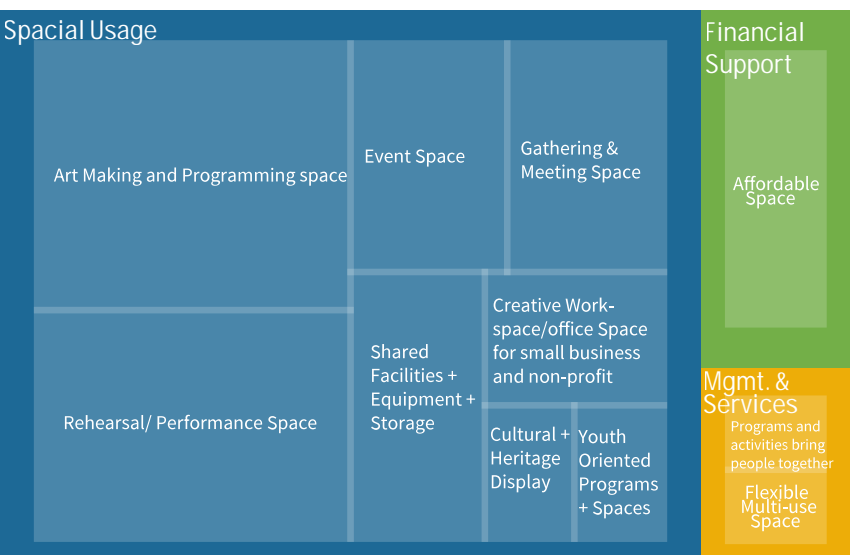 Spacial Usage
Art Making and Programming space
Event Space
Gathering &
Meeting Space
Rehearsal/ Performance Space
Shared
Facilities +
Equipment +
Storage
Creative Work-
space/office Space
for small business
and non-profit
Cultural +
Heritage
Display
Youth
Oriented
Programs
+ Spaces
Financial
Support
Affordable
Space
Mgmt. &
Services
Programs and
activities bring
people together
Flexible
Multi-use
Space